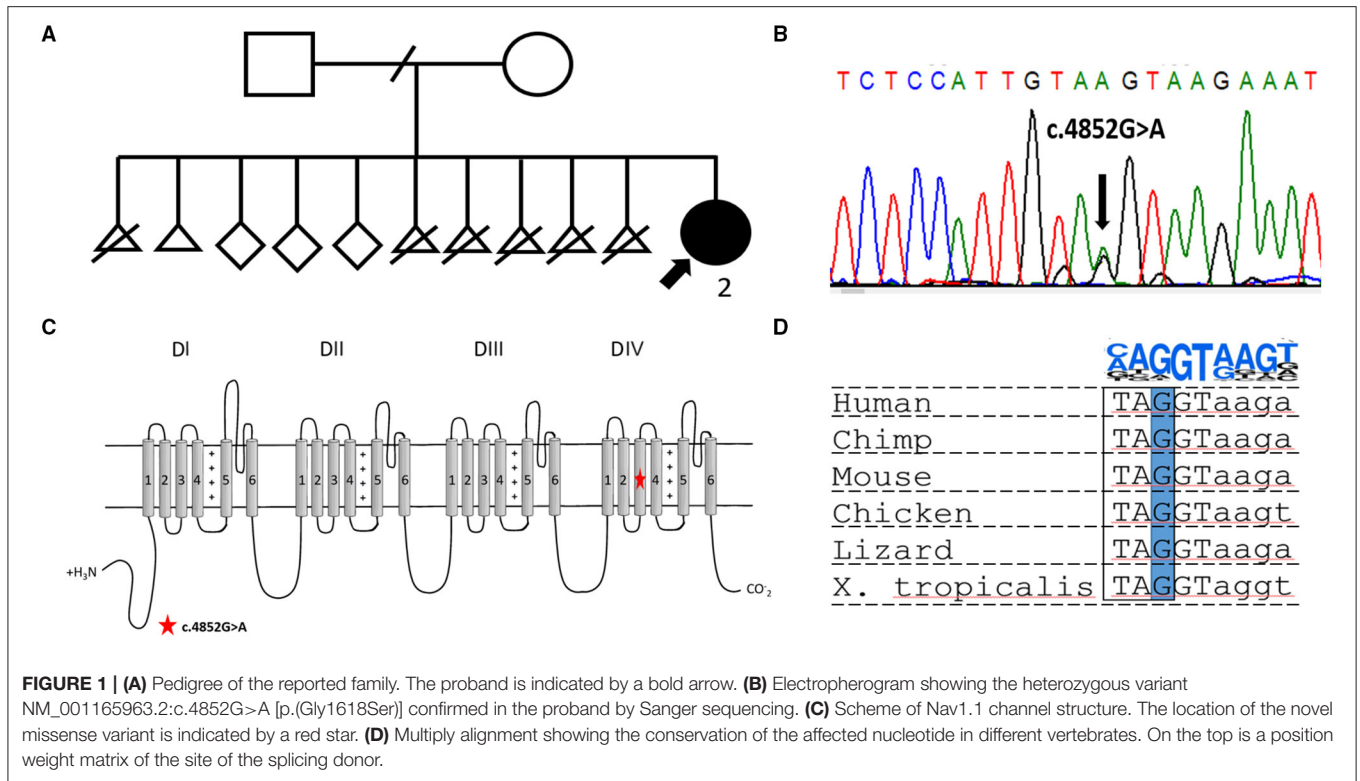 A
2
B
T C T C C A T T G T A A G T A A G A A A T
c.4852G>A
C
DI DII DIII DIV
1 2 3 4 + + + + 5 6 1 2 3 4 + + + + 5 6 1 2 3 4 + + + + 5 6 1 2 4 + + + + 5 6
+H3N
CO-2
c.4852G>A
D
CAGGTAAGT
Human TAGGTaaga
Chimp TAGGTaaga
Mouse TAGGTaaga
Chicken TAGGTaagt
Lizard TAGGTaaga
X. tropicalis TAGGTaggt
FIGURE 1 | (A) Pedigree of the reported family. The proband is indicated by a bold arrow. (B) Electropherogram showing the heterozygous variant
NM_001165963.2:c.4852G>A [p.(Gly1618Ser)] confirmed in the proband by Sanger sequencing. (C) Scheme of Nav1.1 channel structure. The location of the novel
missense variant is indicated by a red star. (D) Multiply alignment showing the conservation of the affected nucleotide in different vertebrates. On the top is a position
weight matrix of the site of the splicing donor.